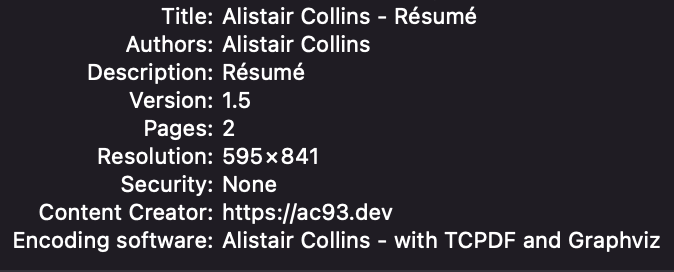 Title: Alistair Collins - Résumé
Authors: Alistair Collins
Description: Résumé
Version: 1.5
Pages: 2
Resolution: 595×841
Security: None
Content Creator: https://ac93.dev
Encoding software: Alistair Collins - with TCPDF and Graphviz